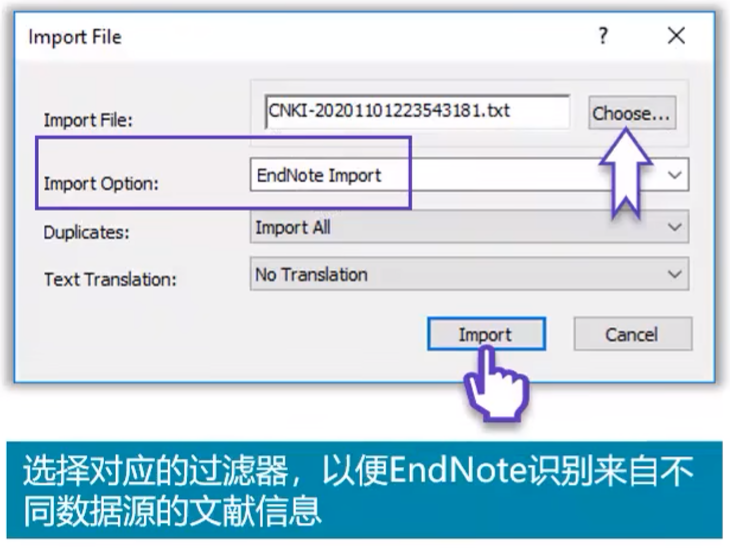 Import File
?
Import File: CNKI-20201101223543181.txt Choose...
Import Option: EndNote Import
Duplicates: Import All
Text Translation: No Translation
Import Cancel
选择对应的过滤器，以便EndNote识别来自不
同数据源的文献信息